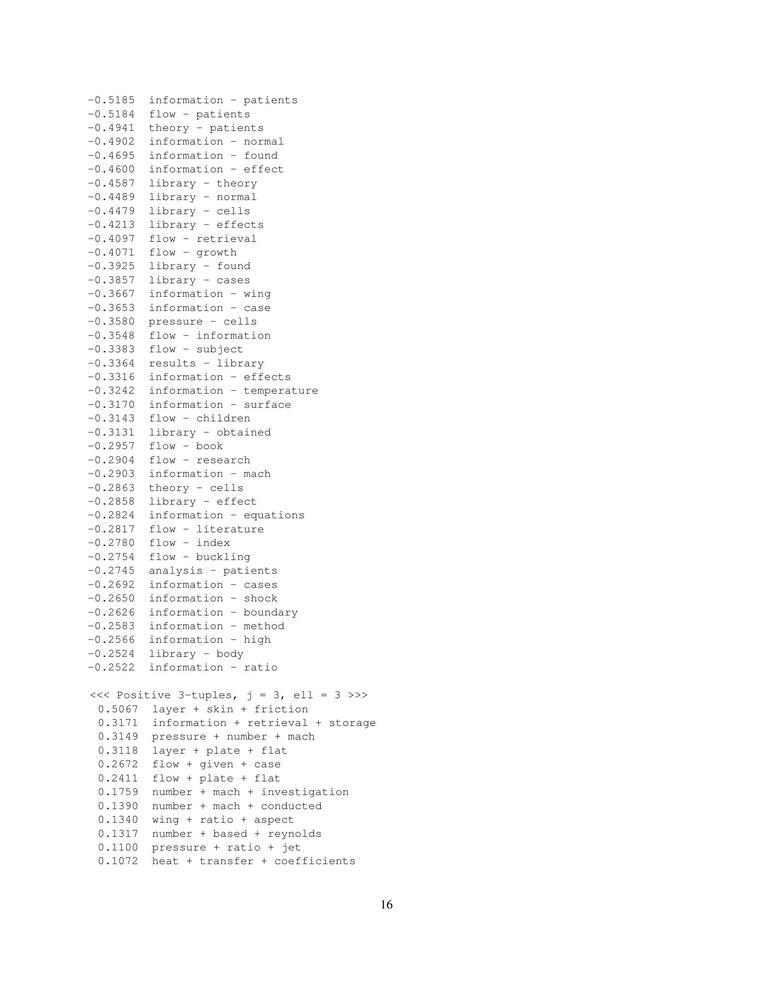 -0.5185 information - patients
-0.5184 flow - patients
-0.4941 theory - patients
-0.4902 information - normal
-0.4695 information - found
-0.4600 information - effect
-0.4587 library - theory
-0.4489 library - normal
-0.4479 library - cells
-0.4213 library - effects
-0.4097 flow - retrieval
-0.4071 flow - growth
-0.3925 library - found
-0.3857 library - cases
-0.3667 information - wing
-0.3653 information - case
-0.3580 pressure - cells
-0.3548 flow - information
-0.3383 flow - subject
-0.3364 results - library
-0.3316 information - effects
-0.3242 information - temperature
-0.3170 information - surface
-0.3143 flow - children
-0.3131 library - obtained
-0.2957 flow - book
-0.2904 flow - research
-0.2903 information - mach
-0.2863 theory - cells
-0.2858 library - effect
-0.2824 information - equations
-0.2817 flow - literature
-0.2780 flow - index
-0.2754 flow - buckling
-0.2745 analysis - patients
-0.2692 information - cases
-0.2650 information - shock
-0.2626 information - boundary
-0.2583 information - method
-0.2566 information - high
-0.2524 library - body
-0.2522 information - ratio
<<< Positive 3-tuples, j = 3, ell = 3 >>>
0.5067 layer + skin + friction
0.3171 information + retrieval + storage
0.3149 pressure + number + mach
0.3118 layer + plate + flat
0.2672 flow + given + case
0.2411 flow + plate + flat
0.1759 number + mach + investigation
0.1390 number + mach + conducted
0.1340 wing + ratio + aspect
0.1317 number + based + reynolds
0.1100 pressure + ratio + jet
0.1072 heat + transfer + coefficients
16